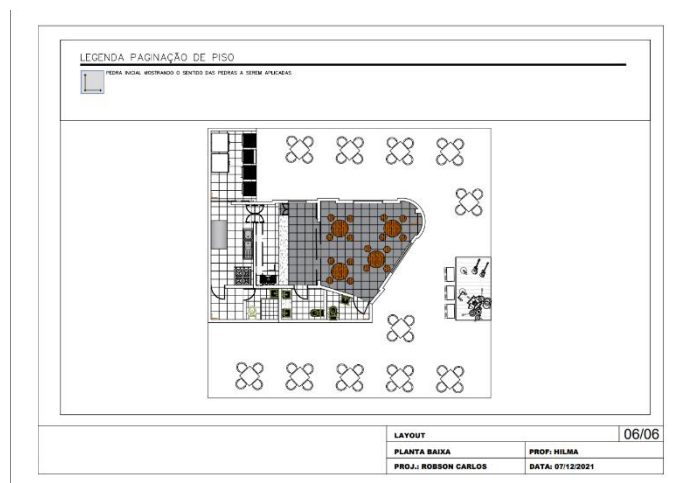 LEGENDA PAGINAÇÃO DE PISO
PEDRA INICIAL MOSTRANDO O SENTIDO DAS PEDRAS A SEREM APLICADAS
LAYOUT
06/06
PLANTA BAIXA
PROF: HILMA
PROJ.: ROBSON CARLOS
DATA: 07/12/2021